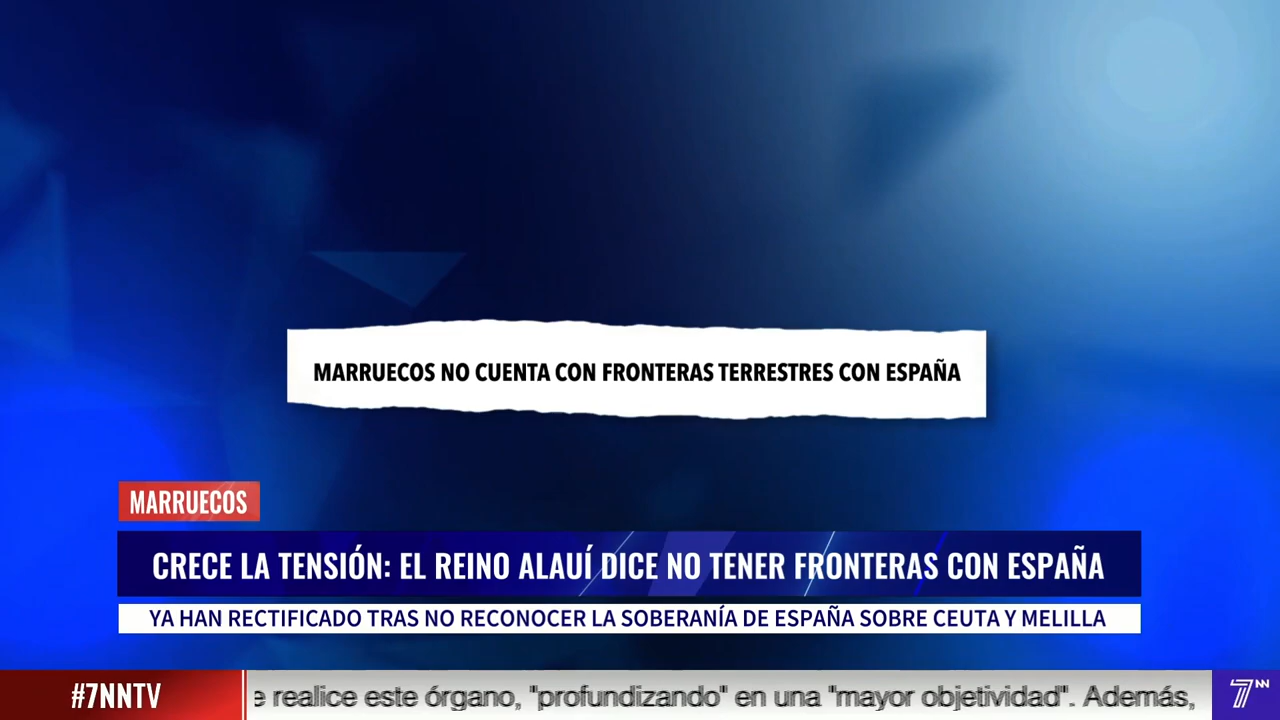 MARRUECOS NO CUENTA CON FRONTERAS TERRESTRES CON ESPAÑA
MARRUECOS
CRECE LA TENSIÓN: EL REINO ALAUÍ DICE NO TENER FRONTERAS CON ESPAÑA
YA HAN RECTIFICADO TRAS NO RECONOCER LA SOBERANÍA DE ESPAÑA SOBRE CEUTA Y MELILLA
#7NNTV
e realice este órgano, "profundizando" en una "mayor objetividad". Además,
7NN